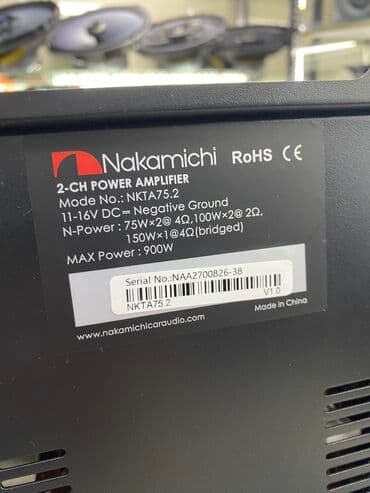 Nakamichi RoHS CE
2-CH POWER AMPLIFIER
Mode No.: NKTA75.2
11-16V DC⎓ Negative Ground
N-Power : 75W×2@ 4Ω,100W×2@ 2Ω,
150W×1@4Ω(bridged)
MAX Power : 900W
Serial No.:NAA2700826-38
NKTA75.2 V1.0
Made in China
www.nakamichicaraudio.com